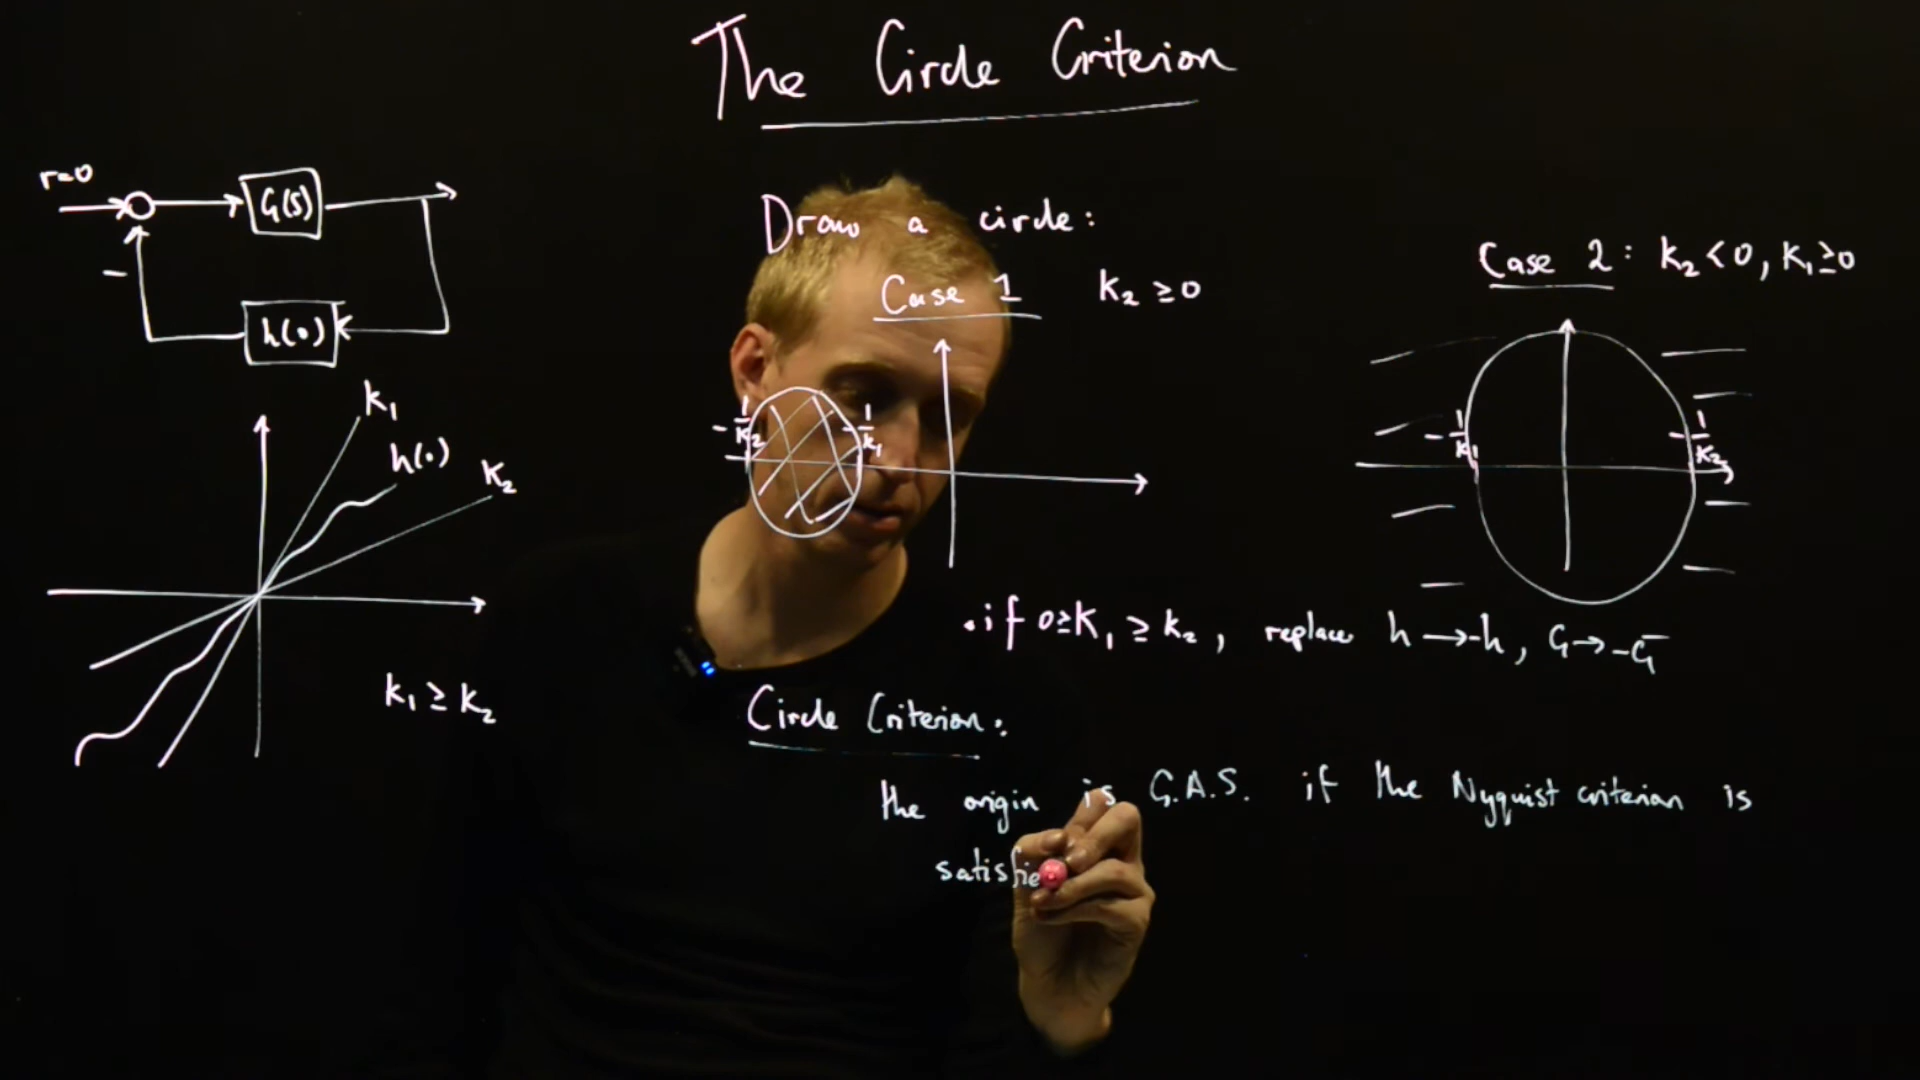 The Circle Criterion
r=0
G(s)
−
h(•)
k₁
h(•)
k₂
k₁ ≥ k₂
Draw a circle:
Case 1 k₂ ≥ 0
-1/k₂
-1/k₁
Case 2: k₂ < 0, k₁ ≥ 0
-1/k₁
-1/k₂
• if 0 ≥ k₁ ≥ k₂, replace h → -h, G → -G
Circle Criterion:
the origin is G.A.S. if the Nyquist criterion is
satisfie